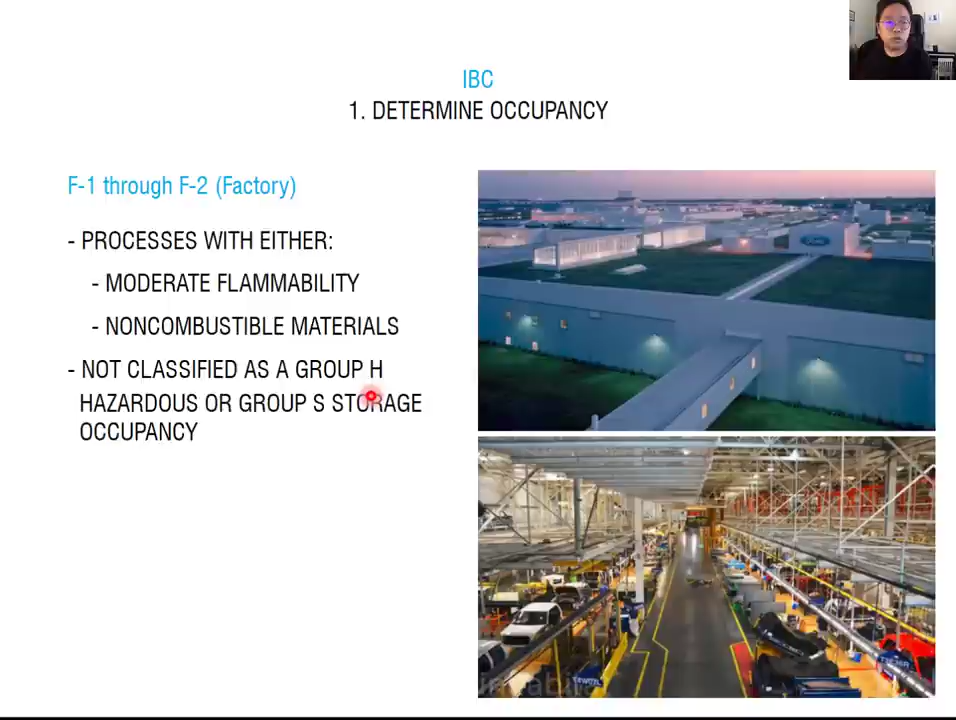 IBC
1. DETERMINE OCCUPANCY
F-1 through F-2 (Factory)
- PROCESSES WITH EITHER:
- MODERATE FLAMMABILITY
- NONCOMBUSTIBLE MATERIALS
- NOT CLASSIFIED AS A GROUP H
HAZARDOUS OR GROUP S STORAGE
OCCUPANCY
Ford